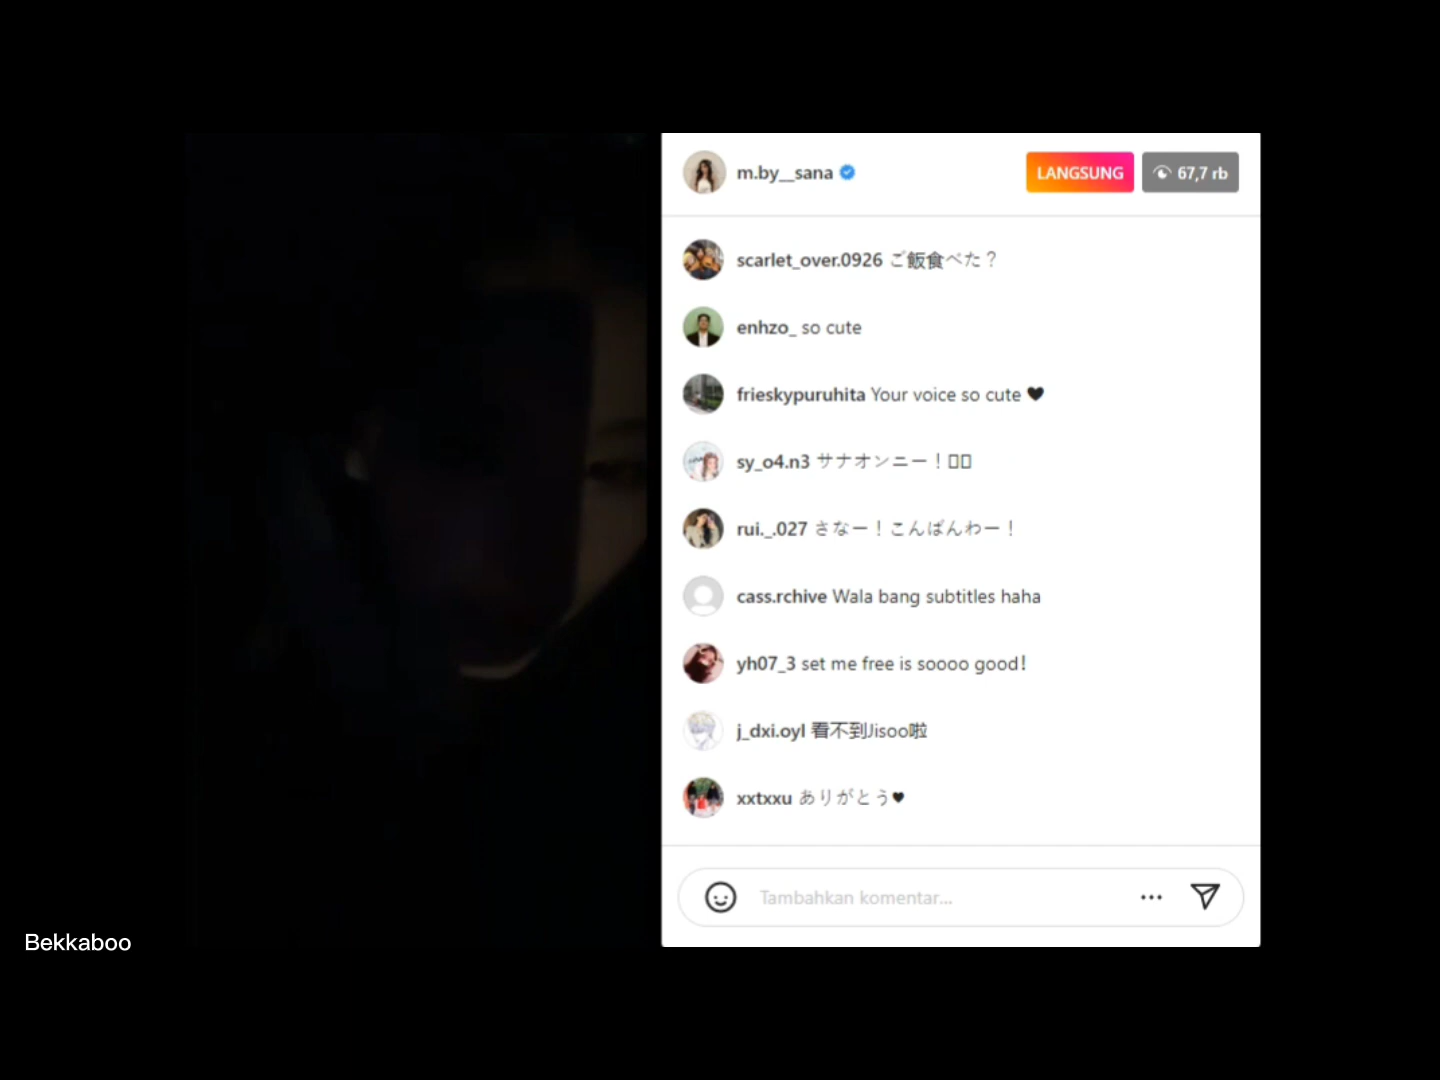 m.by__sana
LANGSUNG
67,7 rb
scarlet_over.0926 ご飯食べた？
enhzo_ so cute
frieskypuruhita Your voice so cute 🖤
sy_o4.n3 サナオンニー！
rui._.027 さなー！こんばんわー！
cass.rchive Wala bang subtitles haha
yh07_3 set me free is soooo good!
j_dxi.oyl 看不到Jisoo啦
xxtxxu ありがとう♥
Tambahkan komentar...
Bekkaboo